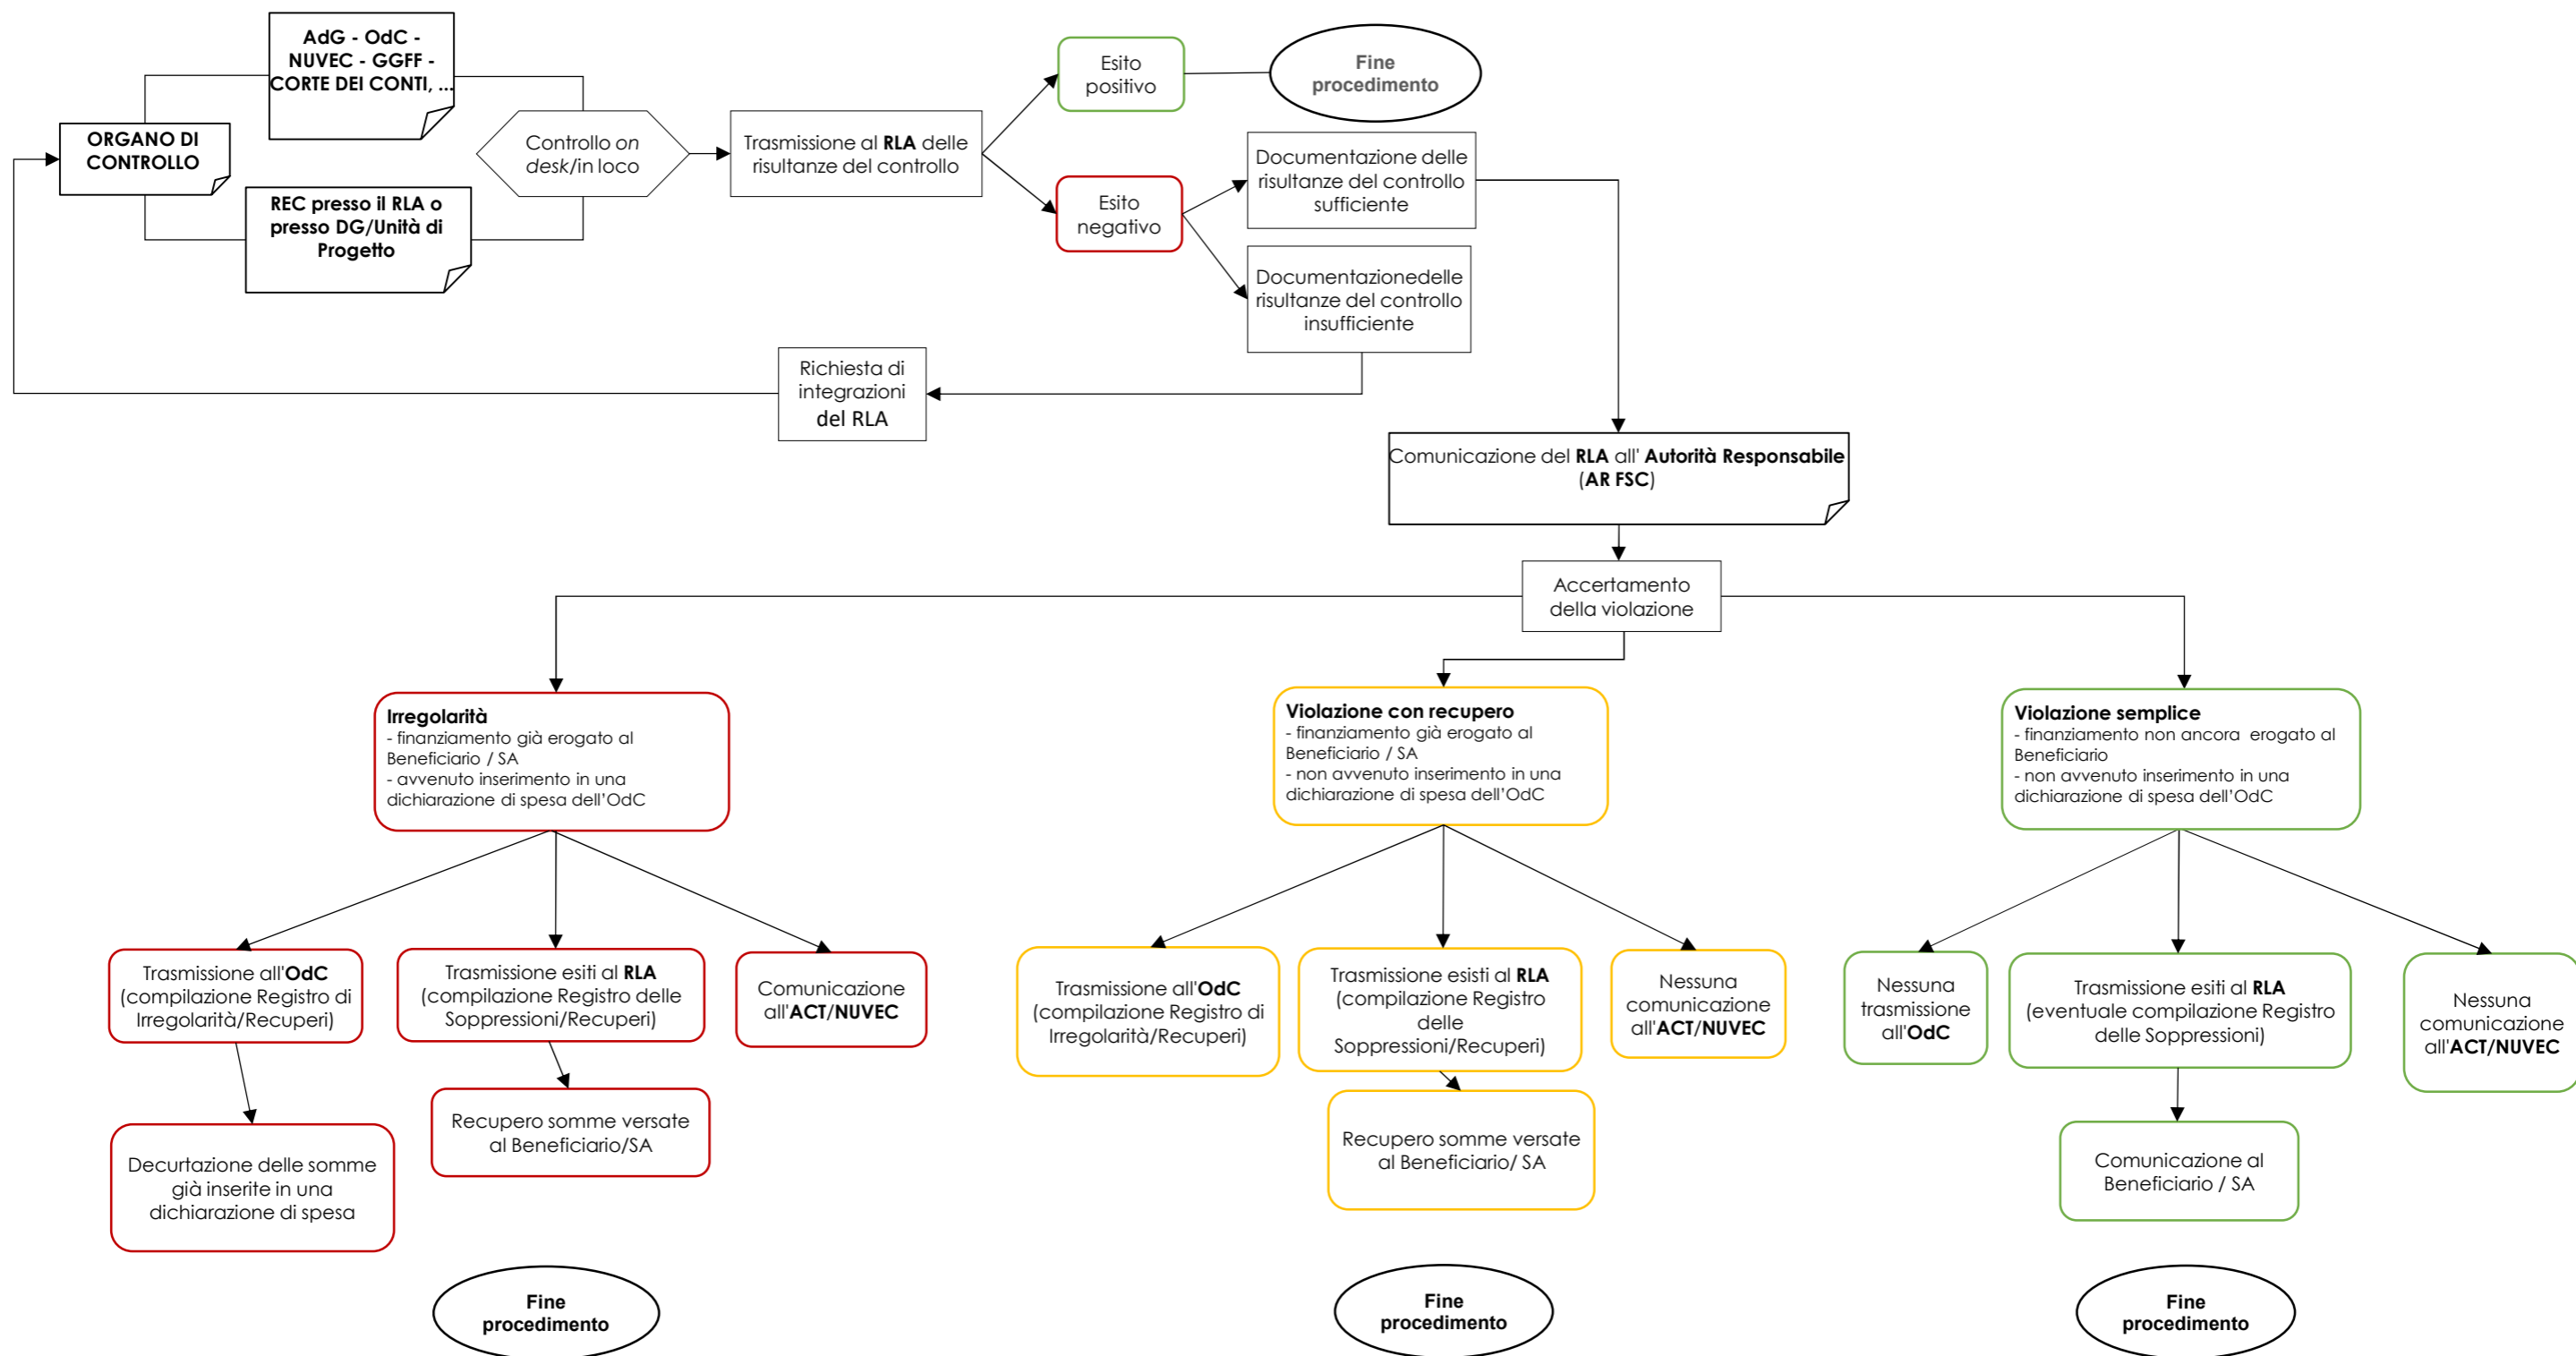 AdG - OdC -
NUVEC - GGFF -
CORTE DEI CONTI, ...
ORGANO DI
CONTROLLO
REC presso il RLA o
presso DG/Unità di
Progetto
Controllo on
desk/in loco
Trasmissione al RLA delle
risultanze del controllo
Esito
positivo
Fine
procedimento
Esito
negativo
Documentazione delle
risultanze del controllo
sufficiente
Documentazionedelle
risultanze del controllo
insufficiente
Richiesta di
integrazioni
del RLA
Comunicazione del RLA all' Autorità Responsabile
(AR FSC)
Accertamento
della violazione
Irregolarità
- finanziamento già erogato al
Beneficiario / SA
- avvenuto inserimento in una
dichiarazione di spesa dell'OdC
Violazione con recupero
- finanziamento già erogato al
Beneficiario / SA
- non avvenuto inserimento in una
dichiarazione di spesa dell'OdC
Violazione semplice
- finanziamento non ancora erogato al
Beneficiario
- non avvenuto inserimento in una
dichiarazione di spesa dell'OdC
Trasmissione all'OdC
(compilazione Registro di
Irregolarità/Recuperi)
Trasmissione esiti al RLA
(compilazione Registro delle
Soppressioni/Recuperi)
Comunicazione
all'ACT/NUVEC
Trasmissione all'OdC
(compilazione Registro di
Irregolarità/Recuperi)
Trasmissione esisti al RLA
(compilazione Registro
delle
Soppressioni/Recuperi)
Nessuna
comunicazione
all'ACT/NUVEC
Nessuna
trasmissione
all'OdC
Trasmissione esiti al RLA
(eventuale compilazione Registro
delle Soppressioni)
Nessuna
comunicazione
all'ACT/NUVEC
Decurtazione delle somme
già inserite in una
dichiarazione di spesa
Recupero somme versate
al Beneficiario/SA
Recupero somme versate
al Beneficiario/ SA
Comunicazione al
Beneficiario / SA
Fine
procedimento
Fine
procedimento
Fine
procedimento